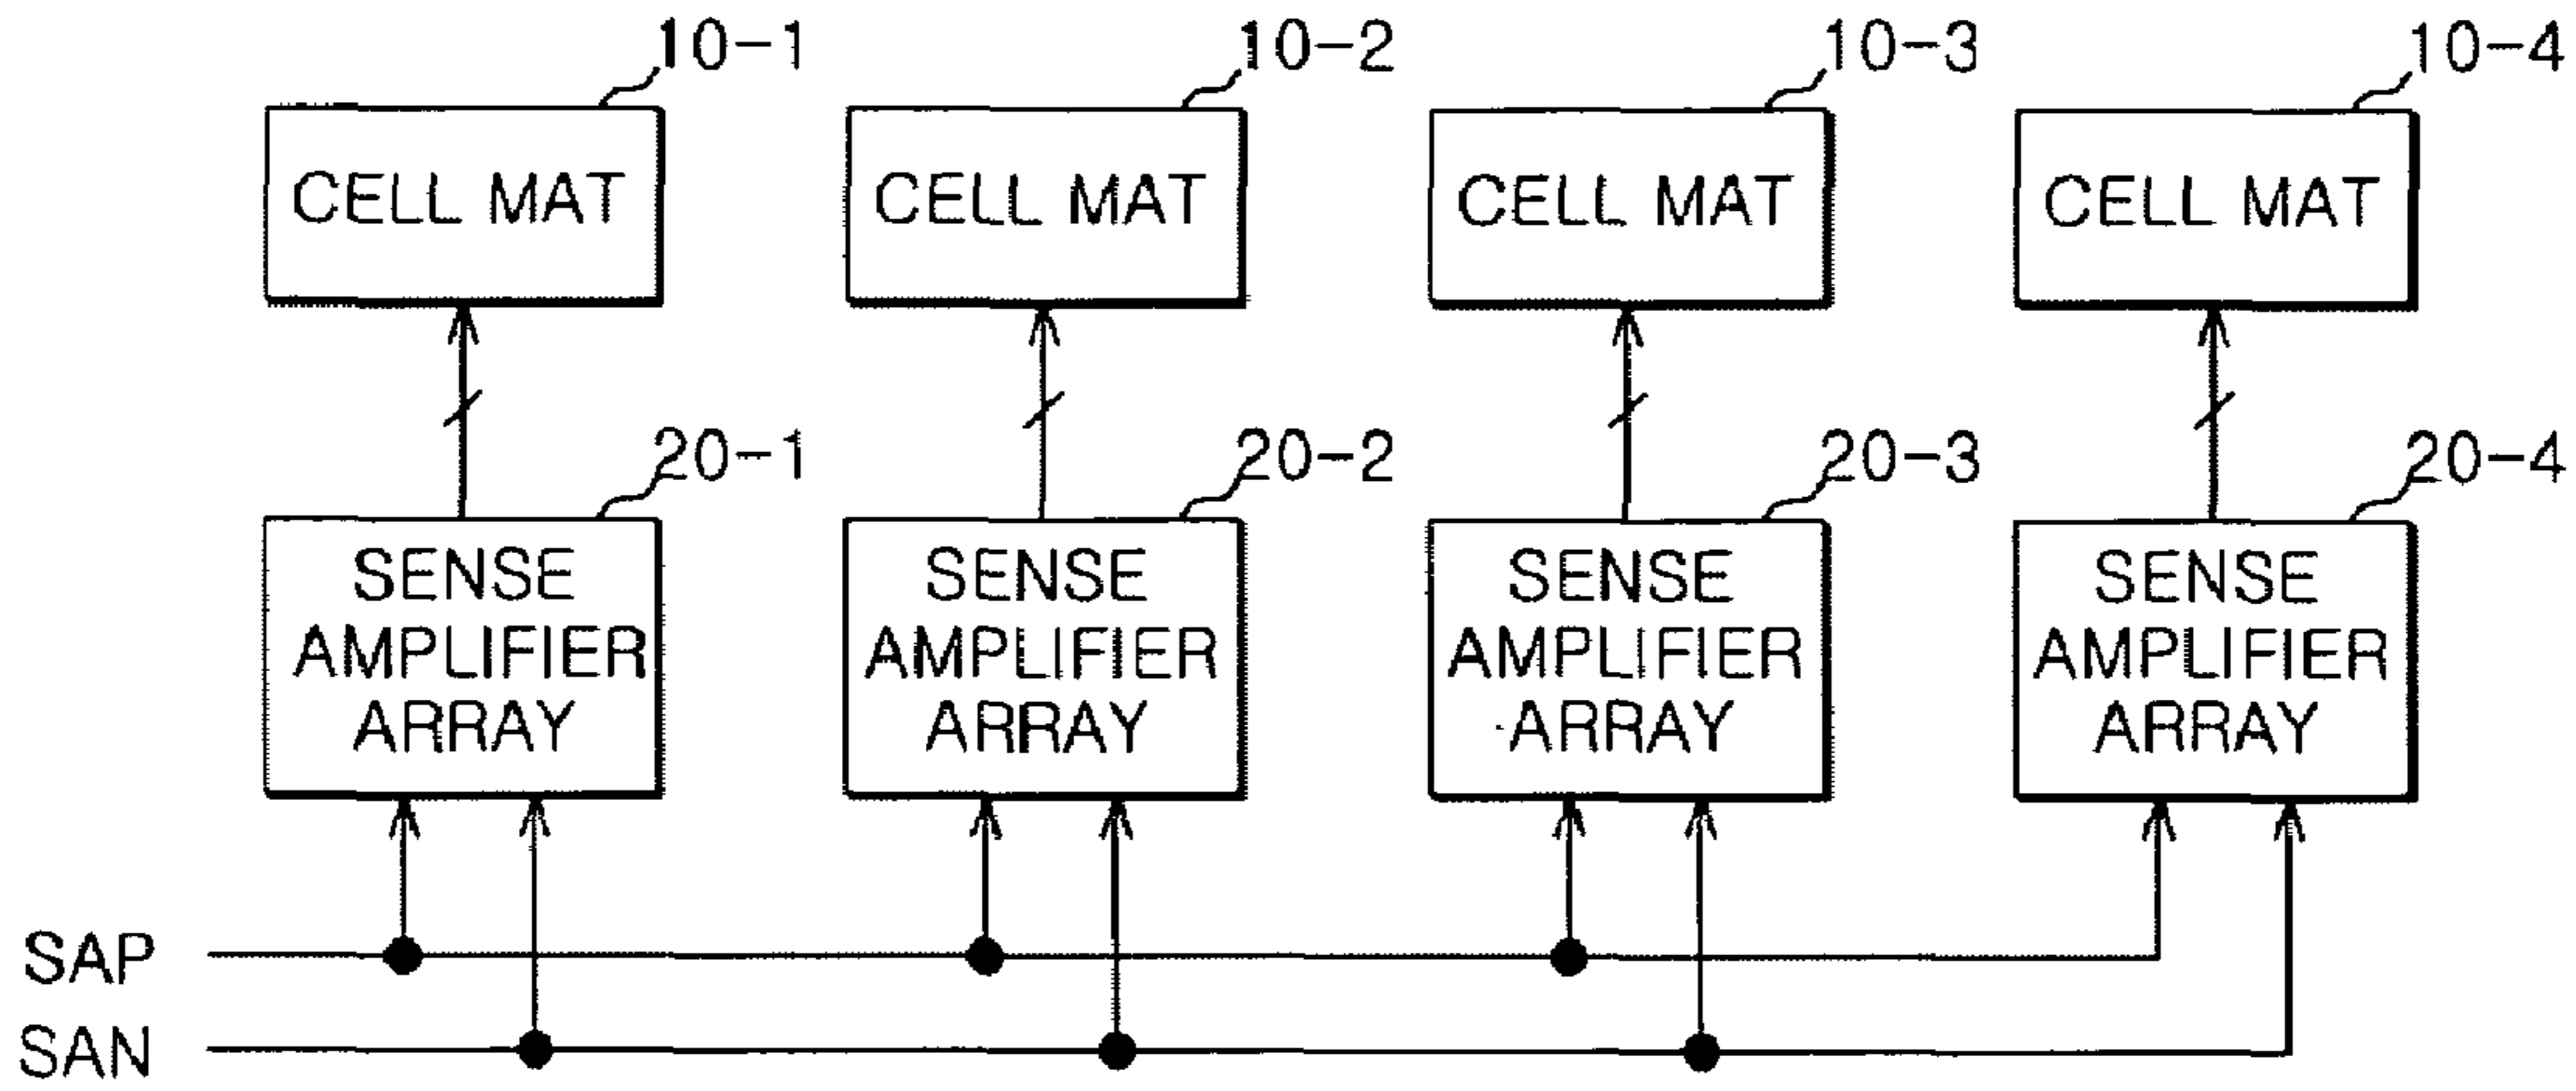 10-1 10-2 10-3 10-4
CELL MAT CELL MAT CELL MAT CELL MAT
20-1 20-2 20-3 20-4
SENSE SENSE SENSE SENSE
AMPLIFIER AMPLIFIER AMPLIFIER AMPLIFIER
ARRAY ARRAY ARRAY ARRAY
SAP
SAN